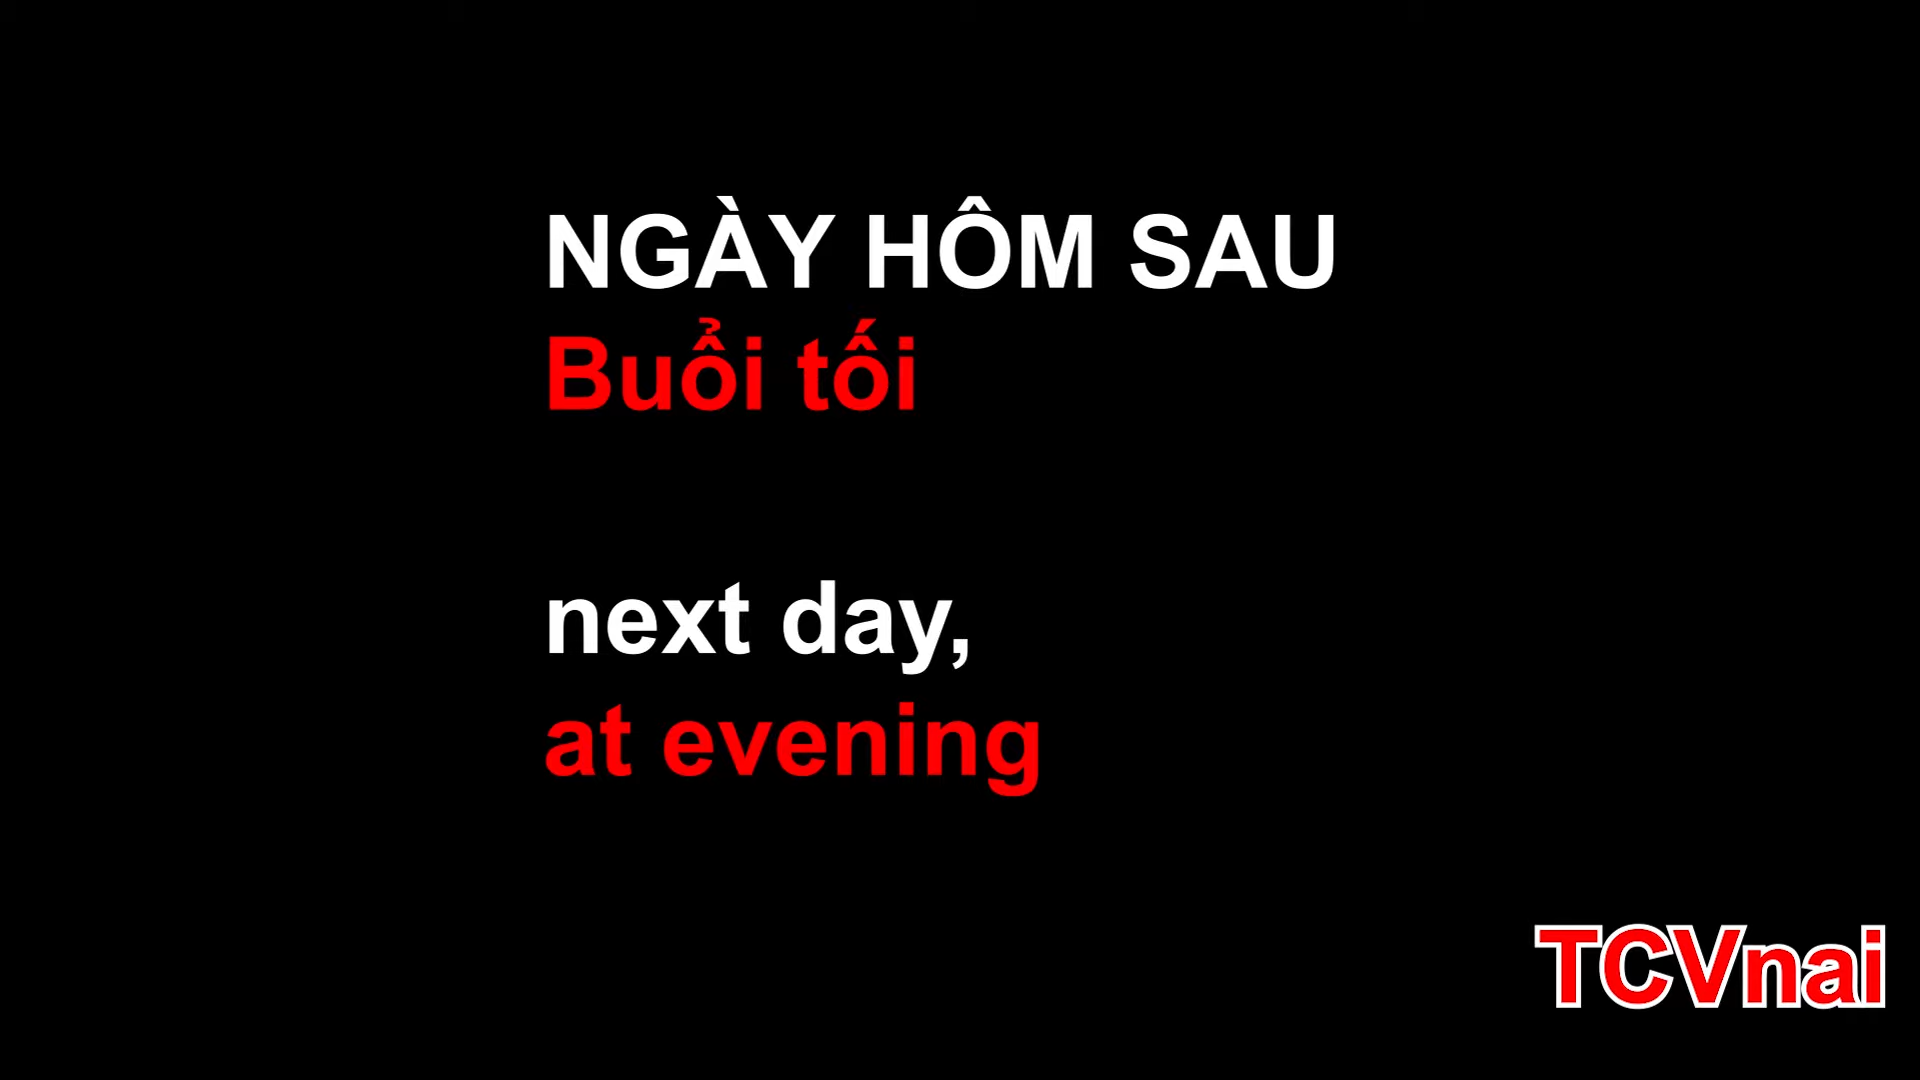 NGÀY HÔM SAU
Buổi tối
next day,
at evening
TCVnai